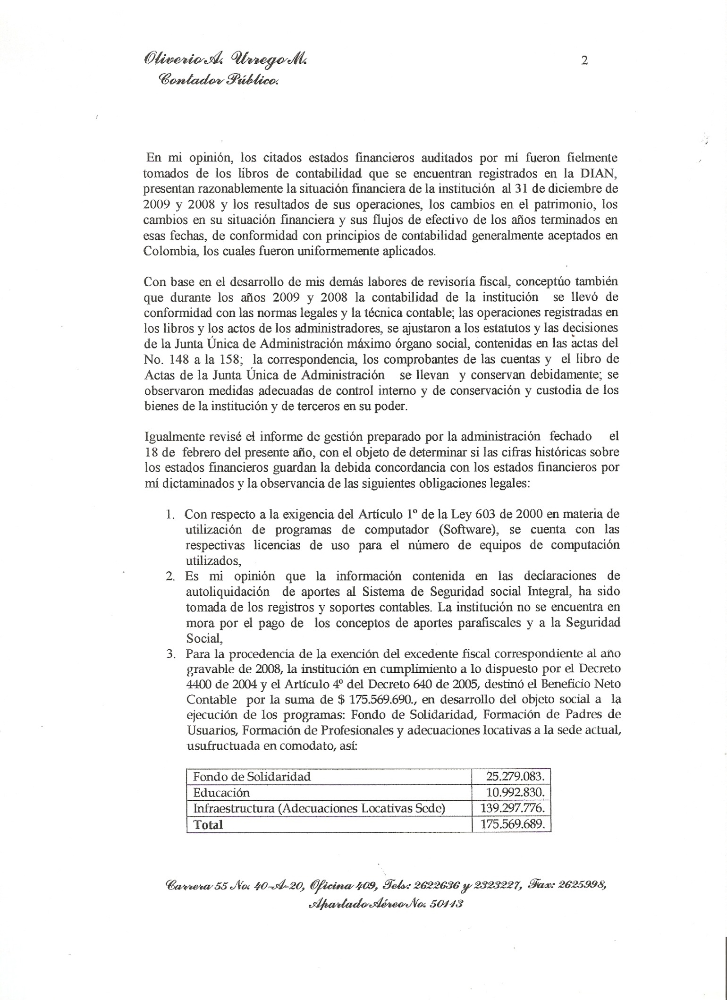 Oliverio A. Urrego M.
2
Contador Público.
En mi opinión, los citados estados financieros auditados por mí fueron fielmente
tomados de los libros de contabilidad que se encuentran registrados en la DIAN,
presentan razonablemente la situación financiera de la institución al 31 de diciembre de
2009 y 2008 y los resultados de sus operaciones, los cambios en el patrimonio, los
cambios en su situación financiera y sus flujos de efectivo de los años terminados en
esas fechas, de conformidad con principios de contabilidad generalmente aceptados en
Colombia, los cuales fueron uniformemente aplicados.
Con base en el desarrollo de mis demás labores de revisoría fiscal, conceptúo también
que durante los años 2009 y 2008 la contabilidad de la institución se llevó de
conformidad con las normas legales y la técnica contable; las operaciones registradas en
los libros y los actos de los administradores, se ajustaron a los estatutos y las decisiones
de la Junta Única de Administración máximo órgano social, contenidas en las actas del
No. 148 a la 158; la correspondencia, los comprobantes de las cuentas y el libro de
Actas de la Junta Única de Administración se llevan y conservan debidamente; se
observaron medidas adecuadas de control interno y de conservación y custodia de los
bienes de la institución y de terceros en su poder.
Igualmente revisé el informe de gestión preparado por la administración fechado el
18 de febrero del presente año, con el objeto de determinar si las cifras históricas sobre
los estados financieros guardan la debida concordancia con los estados financieros por
mí dictaminados y la observancia de las siguientes obligaciones legales:
1. Con respecto a la exigencia del Artículo 1º de la Ley 603 de 2000 en materia de
utilización de programas de computador (Software), se cuenta con las
respectivas licencias de uso para el número de equipos de computación
utilizados,
2. Es mi opinión que la información contenida en las declaraciones de
autoliquidación de aportes al Sistema de Seguridad social Integral, ha sido
tomada de los registros y soportes contables. La institución no se encuentra en
mora por el pago de los conceptos de aportes parafiscales y a la Seguridad
Social,
3. Para la procedencia de la exención del excedente fiscal correspondiente al año
gravable de 2008, la institución en cumplimiento a lo dispuesto por el Decreto
4400 de 2004 y el Artículo 4º del Decreto 640 de 2005, destinó el Beneficio Neto
Contable por la suma de $ 175.569.690., en desarrollo del objeto social a la
ejecución de los programas: Fondo de Solidaridad, Formación de Padres de
Usuarios, Formación de Profesionales y adecuaciones locativas a la sede actual,
usufructuada en comodato, así:
Fondo de Solidaridad 25.279.083.
Educación 10.992.830.
Infraestructura (Adecuaciones Locativas Sede) 139.297.776.
Total 175.569.689.
Carrera 55 No. 40-A-20, Oficina 409, Tels: 2622636 y 2323227, Fax: 2625998,
Apartado Aéreo No. 50113